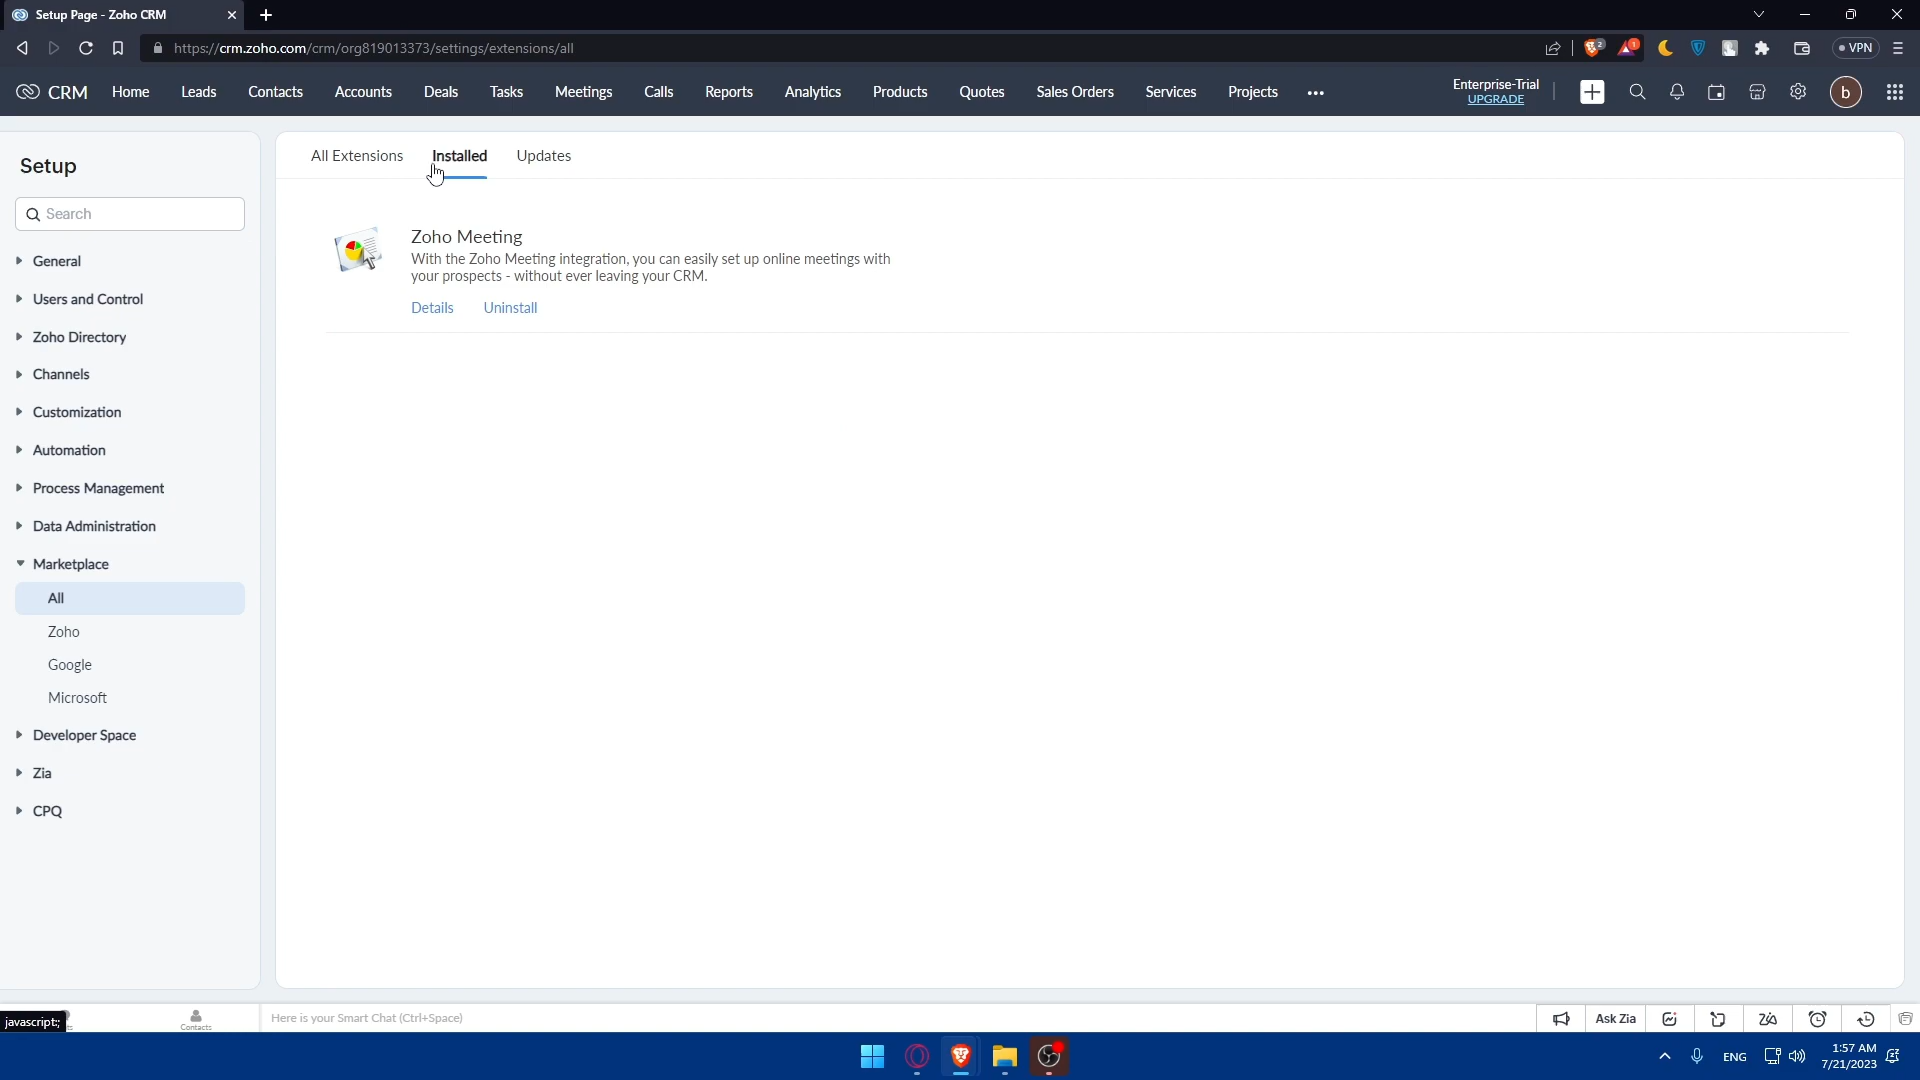 Setup Page - Zoho CRM
https://crm.zoho.com/crm/org819013373/settings/extensions/all
2
1
VPN
CRM
Home
Leads
Contacts
Accounts
Deals
Tasks
Meetings
Calls
Reports
Analytics
Products
Quotes
Sales Orders
Services
Projects
Enterprise-Trial
UPGRADE
b
Setup
Search
General
Users and Control
Zoho Directory
Channels
Customization
Automation
Process Management
Data Administration
Marketplace
All
Zoho
Google
Microsoft
Developer Space
Zia
CPQ
All Extensions
Installed
Updates
Zoho Meeting
With the Zoho Meeting integration, you can easily set up online meetings with
your prospects - without ever leaving your CRM.
Details
Uninstall
javascript:;
Contacts
Here is your Smart Chat (Ctrl+Space)
Ask Zia
ENG
1:57 AM
7/21/2023